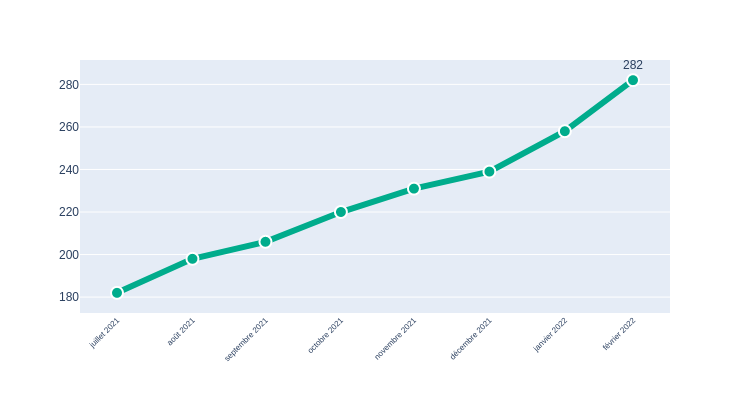 282
280
260
240
220
200
180
juillet 2021
août 2021
septembre 2021
octobre 2021
novembre 2021
décembre 2021
janvier 2022
février 2022